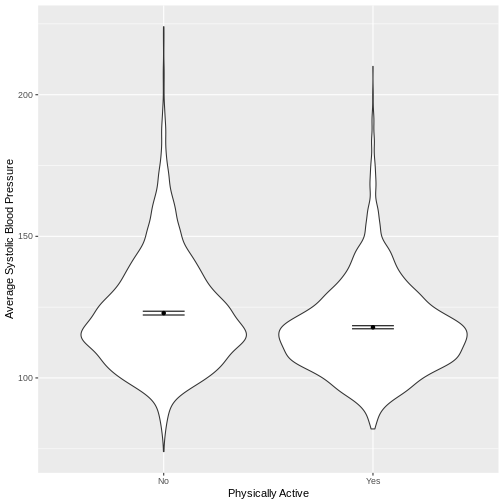 Average Systolic Blood Pressure
200
150
100
No
Yes
Physically Active